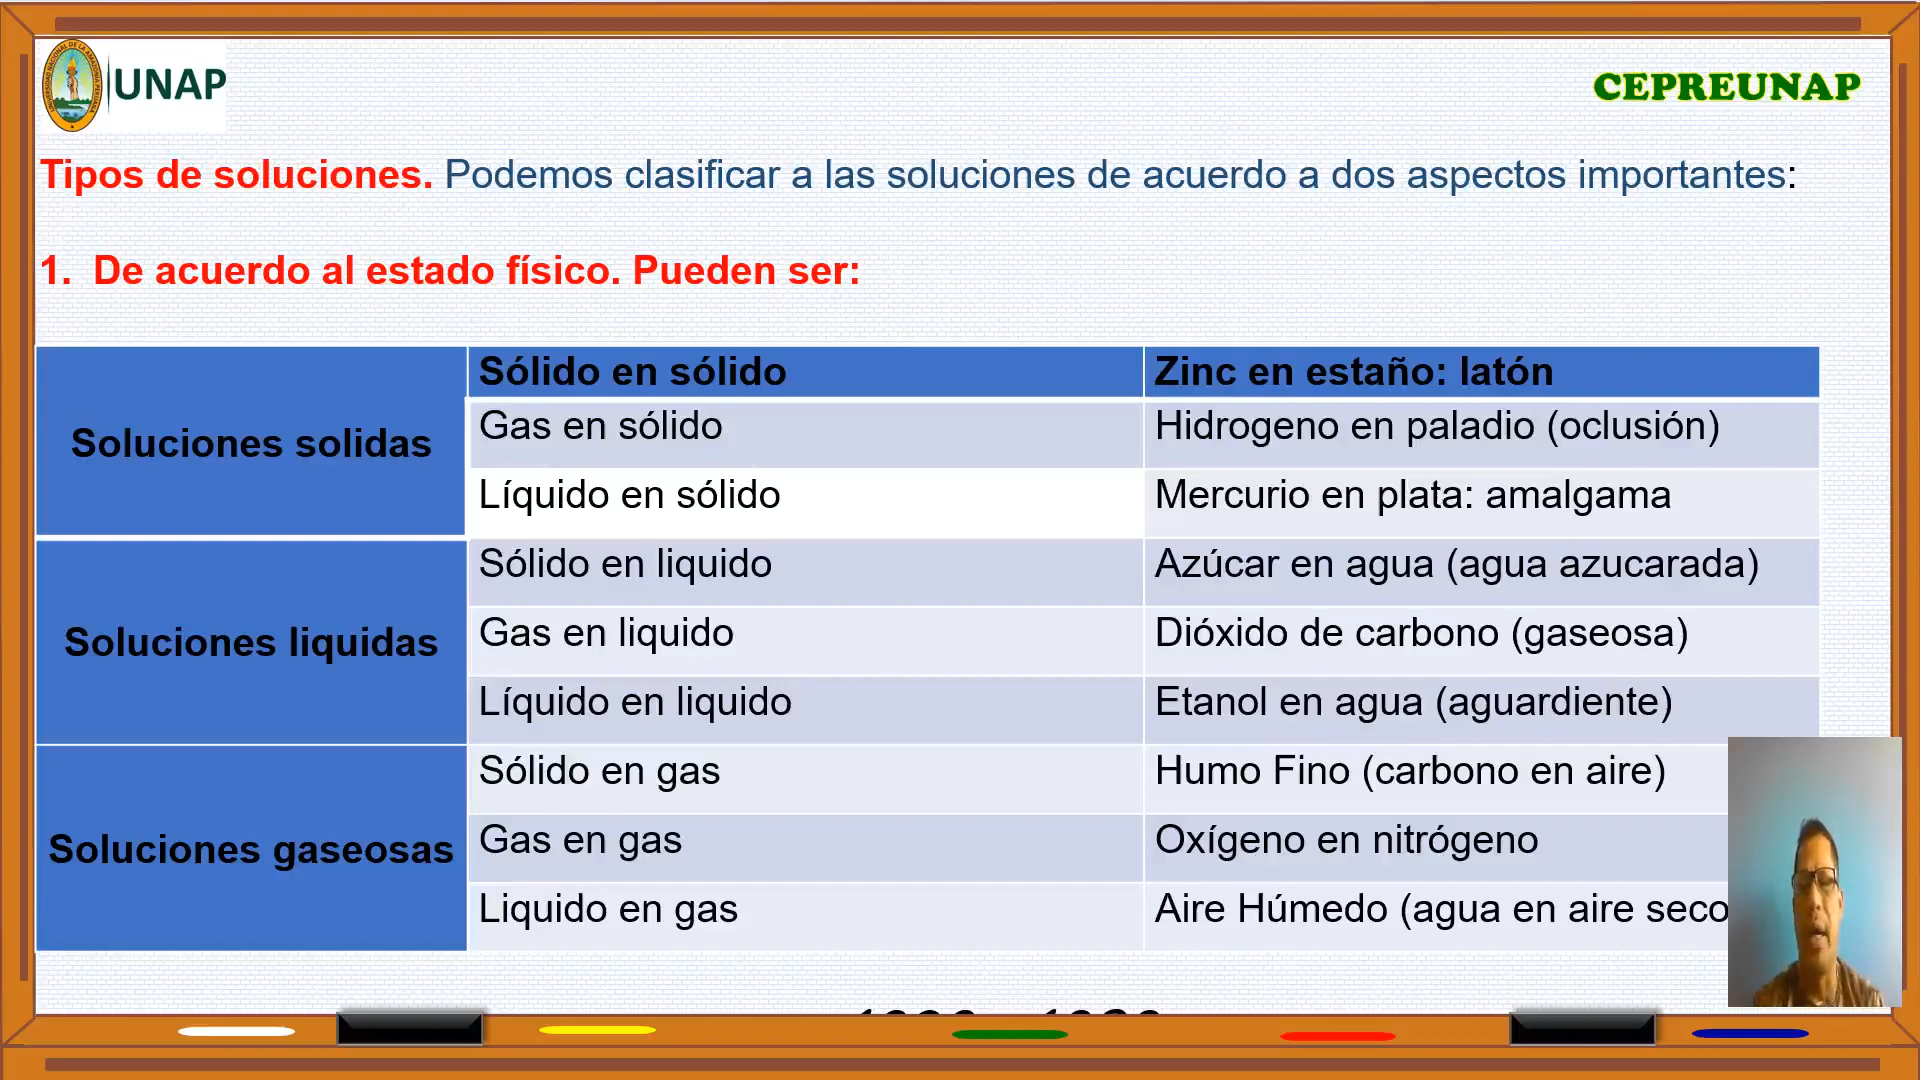 UNAP
CEPREUNAP
Tipos de soluciones. Podemos clasificar a las soluciones de acuerdo a dos aspectos importantes:
1. De acuerdo al estado físico. Pueden ser:
Soluciones solidas
Sólido en sólido
Zinc en estaño: latón
Gas en sólido
Hidrogeno en paladio (oclusión)
Líquido en sólido
Mercurio en plata: amalgama
Soluciones liquidas
Sólido en liquido
Azúcar en agua (agua azucarada)
Gas en liquido
Dióxido de carbono (gaseosa)
Líquido en liquido
Etanol en agua (aguardiente)
Soluciones gaseosas
Sólido en gas
Humo Fino (carbono en aire)
Gas en gas
Oxígeno en nitrógeno
Liquido en gas
Aire Húmedo (agua en aire seco